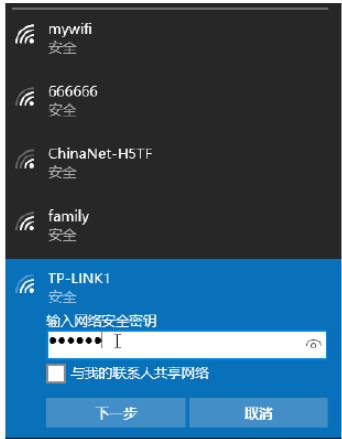 mywifi
安全
666666
安全
ChinaNet-H5TF
安全
family
安全
TP-LINK1
安全
输入网络安全密钥
●●●●●●
与我的联系人共享网络
下一步
取消